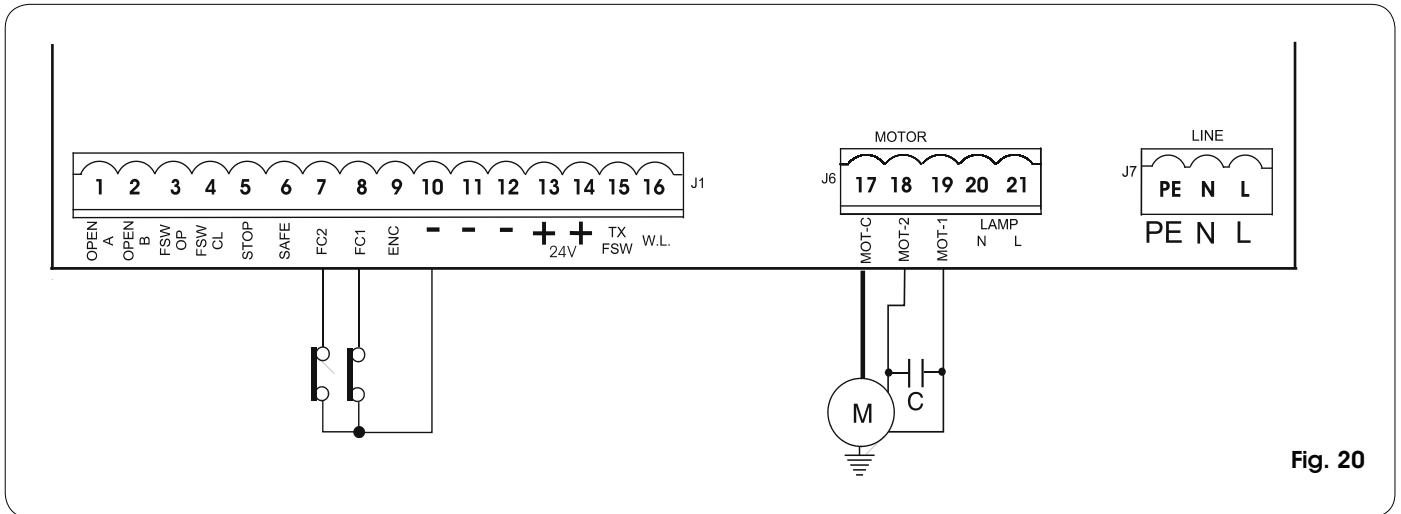 MOTOR
LINE
1 2 3 4 5 6 7 8 9 10 11 12 13 14 15 16
J1
J6
17 18 19 20 21
J7
PE N L
OPEN A
OPEN B
FSW OP
FSW CL
STOP
SAFE
FC2
FC1
ENC
- - - + +
24V
TX FSW
W.L.
MOT-C
MOT-2
MOT-1
LAMP
N L
PE N L
C
M
Fig. 20